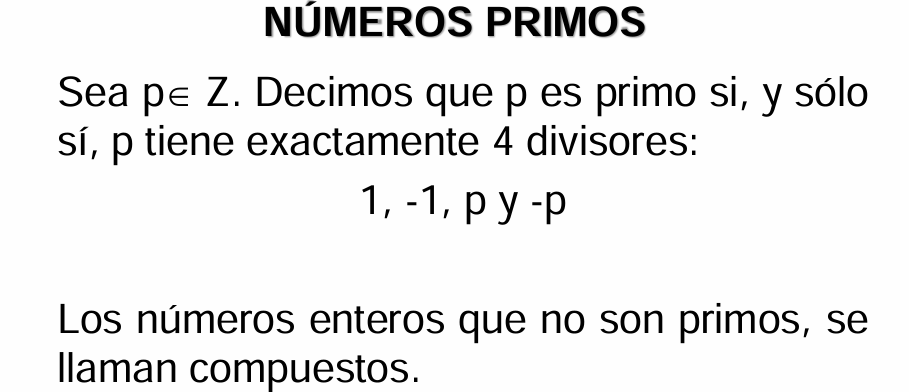 NÚMEROS PRIMOS
Sea p∈ Z. Decimos que p es primo si, y sólo
sí, p tiene exactamente 4 divisores:
1, -1, p y -p
Los números enteros que no son primos, se
llaman compuestos.